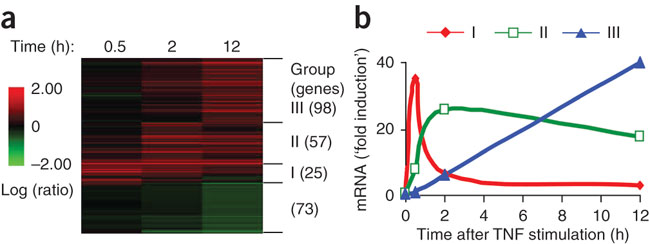 a
Time (h): 0.5 2 12
2.00
0
–2.00
Log (ratio)
Group
(genes)
III (98)
II (57)
I (25)
(73)
b
I II III
mRNA ('fold induction')
40
20
0
0 2 4 6 8 10 12
Time after TNF stimulation (h)